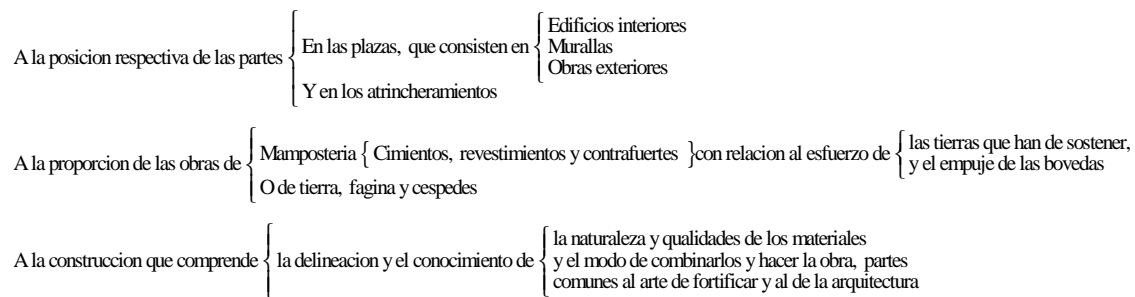 A la posicion respectiva de las partes
En las plazas, que consisten en
Edificios interiores
Murallas
Obras exteriores
Y en los atrincheramientos
A la proporcion de las obras de
Mamposteria { Cimientos, revestimientos y contrafuertes } con relacion al esfuerzo de
las tierras que han de sostener,
y el empuje de las bovedas
O de tierra, fagina y cespedes
A la construccion que comprende
la delineacion y el conocimiento de
la naturaleza y qualidades de los materiales
y el modo de combinarlos y hacer la obra, partes
comunes al arte de fortificar y al de la arquitectura